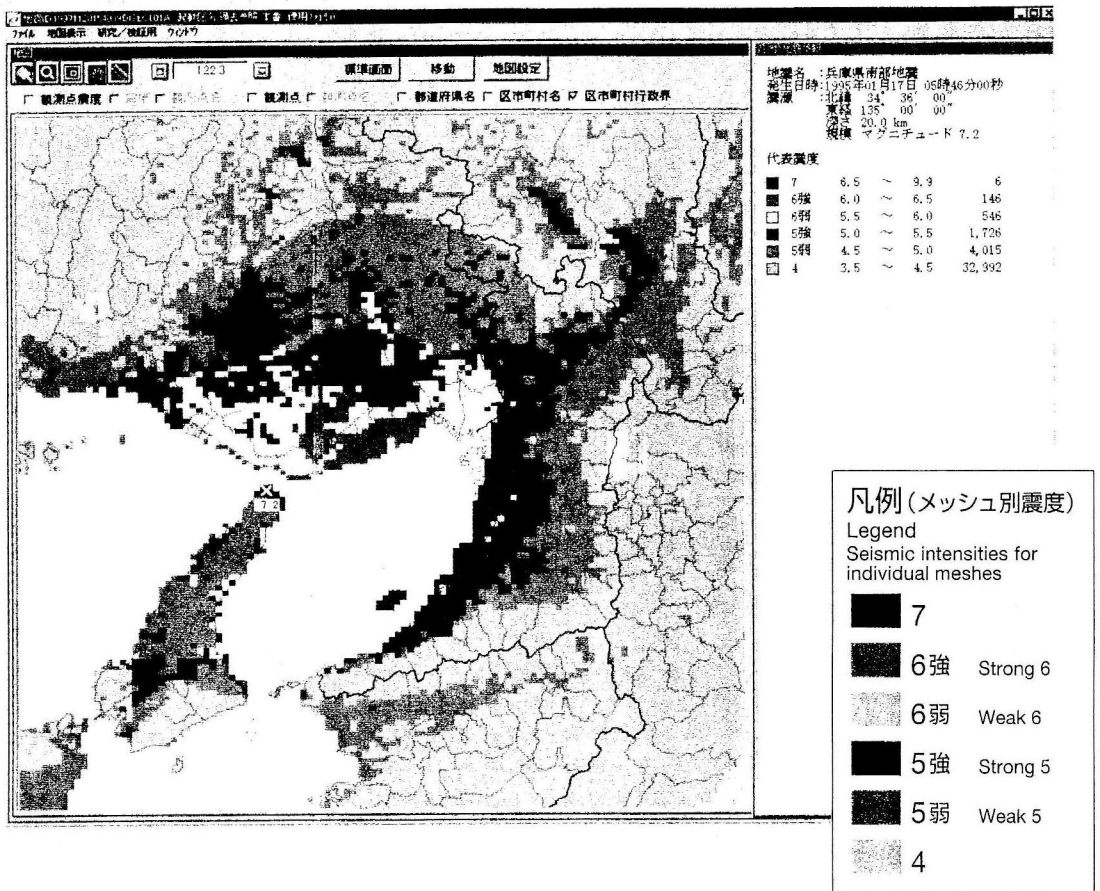 ファイル 地図表示 研究/検証用 ウィンドウ
122.3
標準画面 移動 地図設定
観測点震度 観測点 都道府県名 区市町村名 区市町村行政界
地震名 :兵庫県南部地震
発生日時:1995年01月17日 05時46分00秒
震源 :北緯 34° 36' 00"
東経 135° 00' 00"
深さ 20.0 km
規模 マグニチュード 7.2
代表震度
7 6.5 ~ 9.9 6
6強 6.0 ~ 6.5 146
6弱 5.5 ~ 6.0 546
5強 5.0 ~ 5.5 1,726
5弱 4.5 ~ 5.0 4,015
4 3.5 ~ 4.5 32,992
7.2
凡例(メッシュ別震度)
Legend
Seismic intensities for
individual meshes
7
6強 Strong 6
6弱 Weak 6
5強 Strong 5
5弱 Weak 5
4